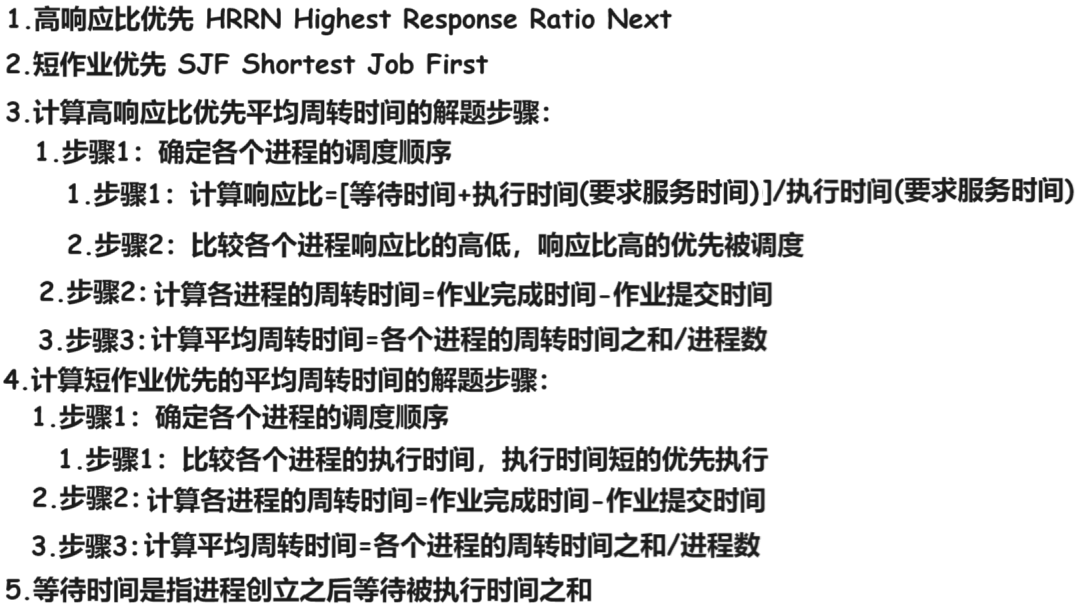 1.高响应比优先 HRRN Highest Response Ratio Next
2.短作业优先 SJF Shortest Job First
3.计算高响应比优先平均周转时间的解题步骤：
1.步骤1：确定各个进程的调度顺序
1.步骤1：计算响应比=[等待时间+执行时间(要求服务时间)]/执行时间(要求服务时间)
2.步骤2：比较各个进程响应比的高低，响应比高的优先被调度
2.步骤2:计算各进程的周转时间=作业完成时间-作业提交时间
3.步骤3:计算平均周转时间=各个进程的周转时间之和/进程数
4.计算短作业优先的平均周转时间的解题步骤：
1.步骤1：确定各个进程的调度顺序
1.步骤1：比较各个进程的执行时间，执行时间短的优先执行
2.步骤2:计算各进程的周转时间=作业完成时间-作业提交时间
3.步骤3:计算平均周转时间=各个进程的周转时间之和/进程数
5.等待时间是指进程创立之后等待被执行时间之和